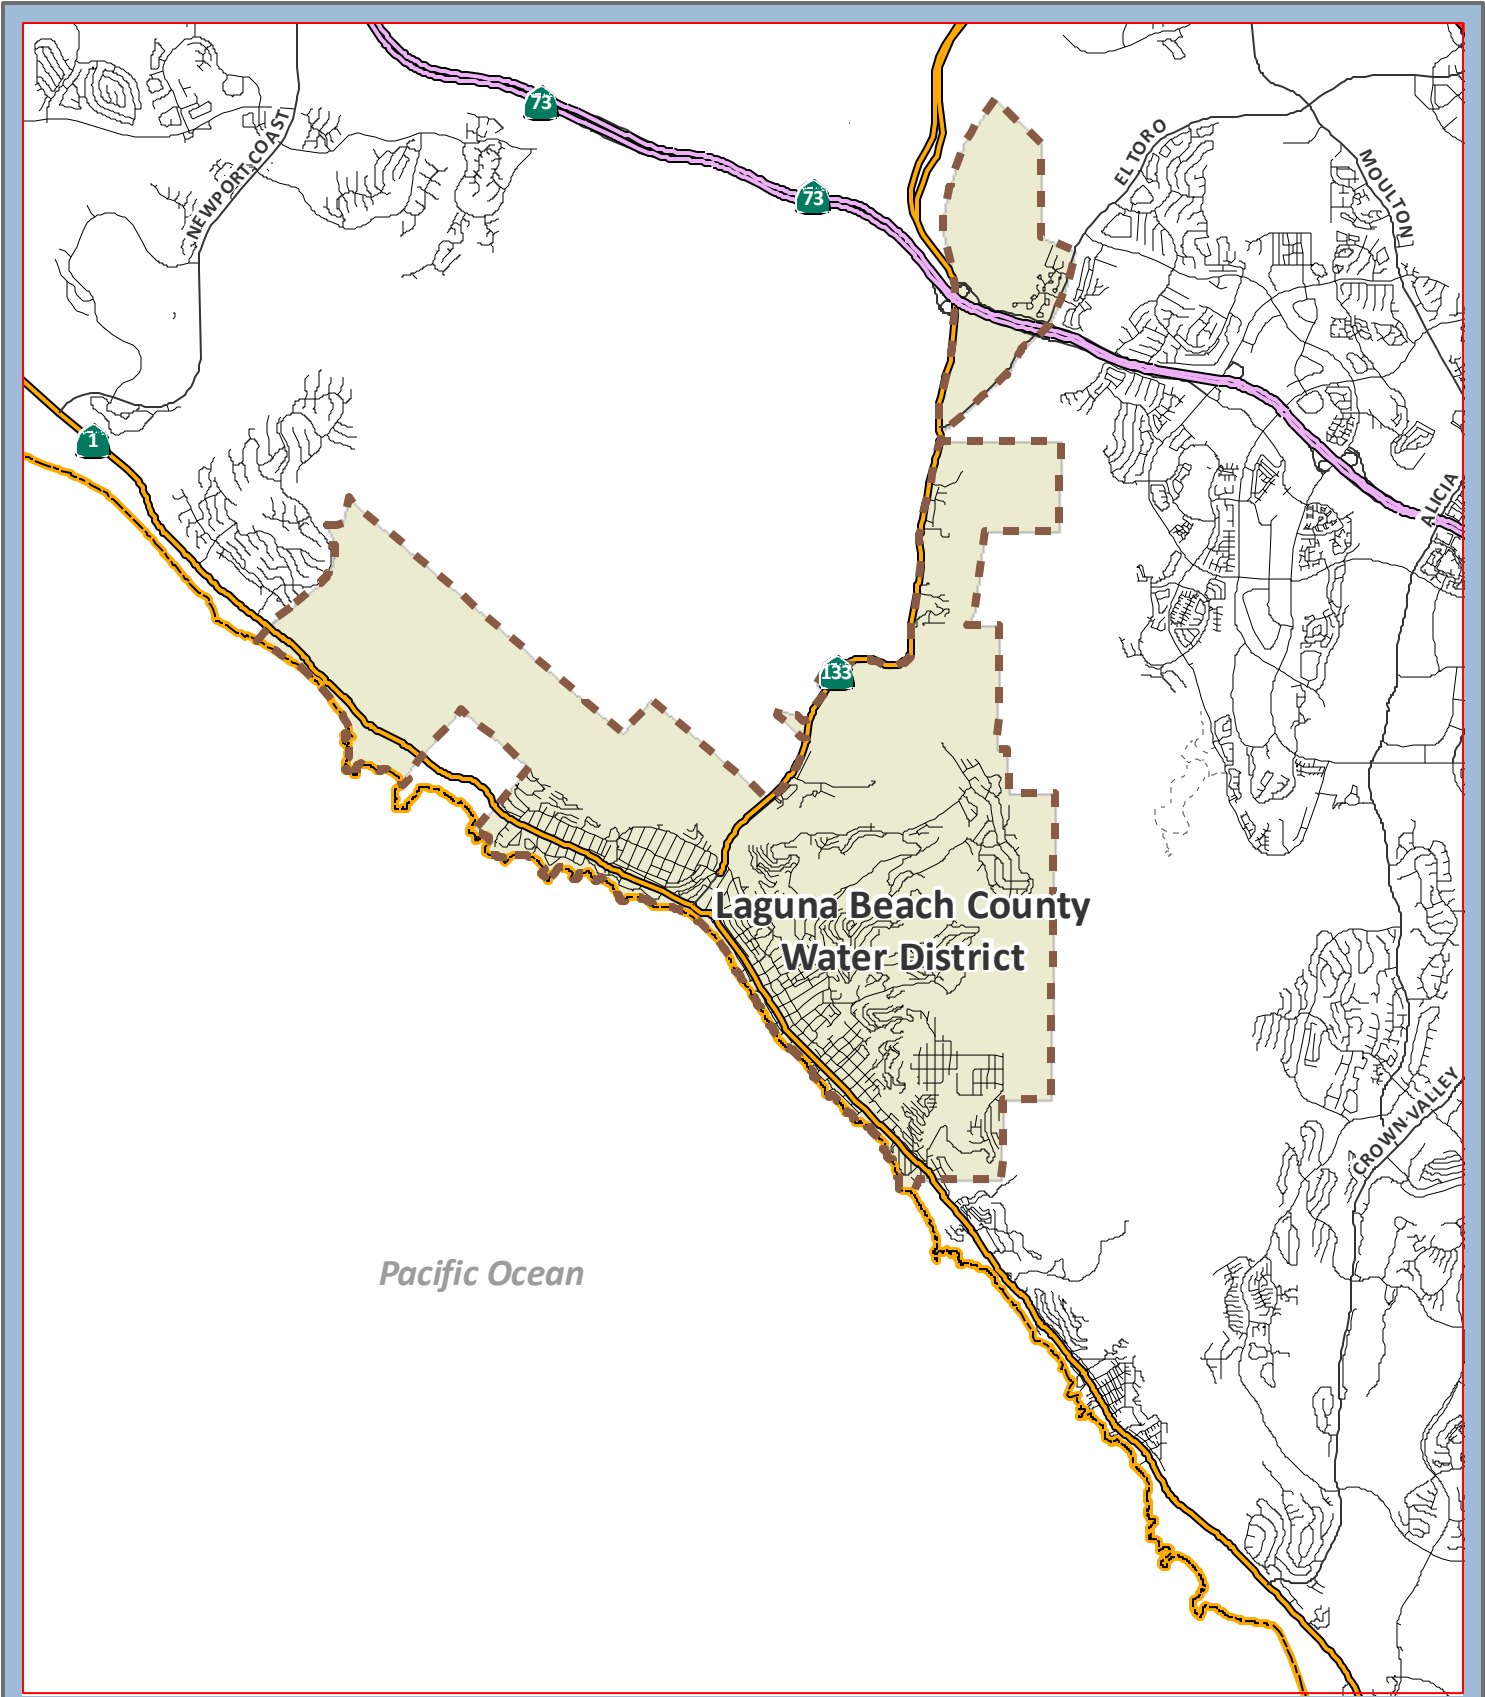 73
NEWPORT COAST
EL TORO
MOULTON
73
1
ALICIA
133
Laguna Beach County
Water District
CROWN VALLEY
Pacific Ocean